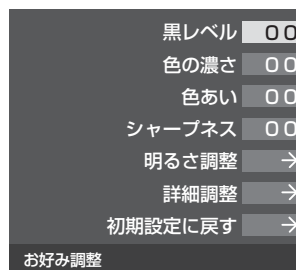 黒レベル 00
色の濃さ 00
色あい 00
シャープネス 00
明るさ調整 →
詳細調整 →
初期設定に戻す →
お好み調整